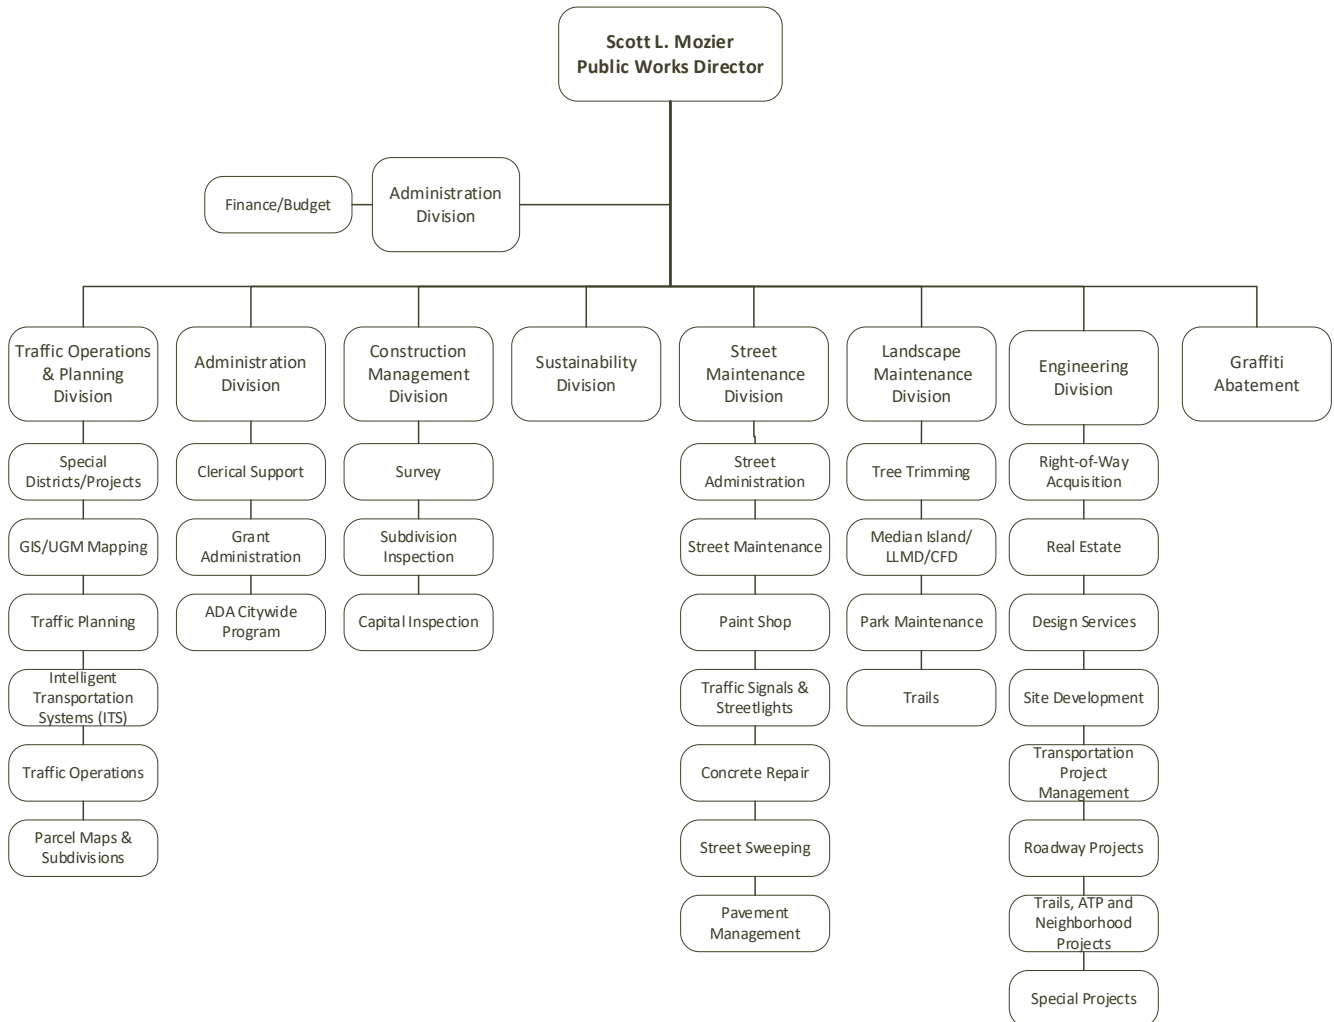 Scott L. Mozier
Public Works Director
Finance/Budget
Administration
Division
Traffic Operations
& Planning
Division
Special
Districts/Projects
GIS/UGM Mapping
Traffic Planning
Intelligent
Transportation
Systems (ITS)
Traffic Operations
Parcel Maps &
Subdivisions
Administration
Division
Clerical Support
Grant
Administration
ADA Citywide
Program
Construction
Management
Division
Survey
Subdivision
Inspection
Capital Inspection
Sustainability
Division
Street
Maintenance
Division
Street
Administration
Street Maintenance
Paint Shop
Traffic Signals &
Streetlights
Concrete Repair
Street Sweeping
Pavement
Management
Landscape
Maintenance
Division
Tree Trimming
Median Island/
LLMD/CFD
Park Maintenance
Trails
Engineering
Division
Right-of-Way
Acquisition
Real Estate
Design Services
Site Development
Transportation
Project
Management
Roadway Projects
Trails, ATP and
Neighborhood
Projects
Special Projects
Graffiti
Abatement